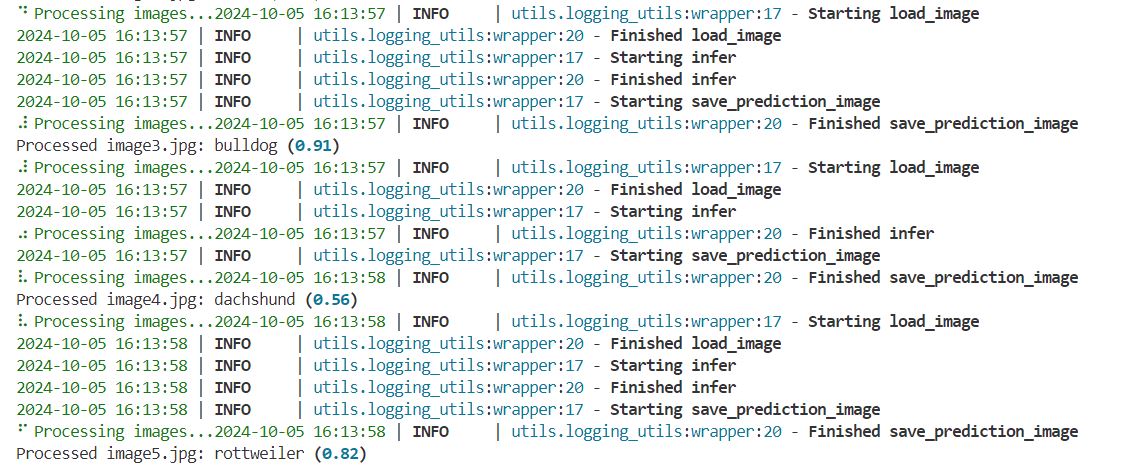 ⠙ Processing images...2024-10-05 16:13:57 | INFO     | utils.logging_utils:wrapper:17 - Starting load_image
2024-10-05 16:13:57 | INFO     | utils.logging_utils:wrapper:20 - Finished load_image
2024-10-05 16:13:57 | INFO     | utils.logging_utils:wrapper:17 - Starting infer
2024-10-05 16:13:57 | INFO     | utils.logging_utils:wrapper:20 - Finished infer
2024-10-05 16:13:57 | INFO     | utils.logging_utils:wrapper:17 - Starting save_prediction_image
⠼ Processing images...2024-10-05 16:13:57 | INFO     | utils.logging_utils:wrapper:20 - Finished save_prediction_image
Processed image3.jpg: bulldog (0.91)
⠼ Processing images...2024-10-05 16:13:57 | INFO     | utils.logging_utils:wrapper:17 - Starting load_image
2024-10-05 16:13:57 | INFO     | utils.logging_utils:wrapper:20 - Finished load_image
2024-10-05 16:13:57 | INFO     | utils.logging_utils:wrapper:17 - Starting infer
⠴ Processing images...2024-10-05 16:13:57 | INFO     | utils.logging_utils:wrapper:20 - Finished infer
2024-10-05 16:13:57 | INFO     | utils.logging_utils:wrapper:17 - Starting save_prediction_image
⠧ Processing images...2024-10-05 16:13:58 | INFO     | utils.logging_utils:wrapper:20 - Finished save_prediction_image
Processed image4.jpg: dachshund (0.56)
⠧ Processing images...2024-10-05 16:13:58 | INFO     | utils.logging_utils:wrapper:17 - Starting load_image
2024-10-05 16:13:58 | INFO     | utils.logging_utils:wrapper:20 - Finished load_image
2024-10-05 16:13:58 | INFO     | utils.logging_utils:wrapper:17 - Starting infer
2024-10-05 16:13:58 | INFO     | utils.logging_utils:wrapper:20 - Finished infer
2024-10-05 16:13:58 | INFO     | utils.logging_utils:wrapper:17 - Starting save_prediction_image
⠋ Processing images...2024-10-05 16:13:58 | INFO     | utils.logging_utils:wrapper:20 - Finished save_prediction_image
Processed image5.jpg: rottweiler (0.82)